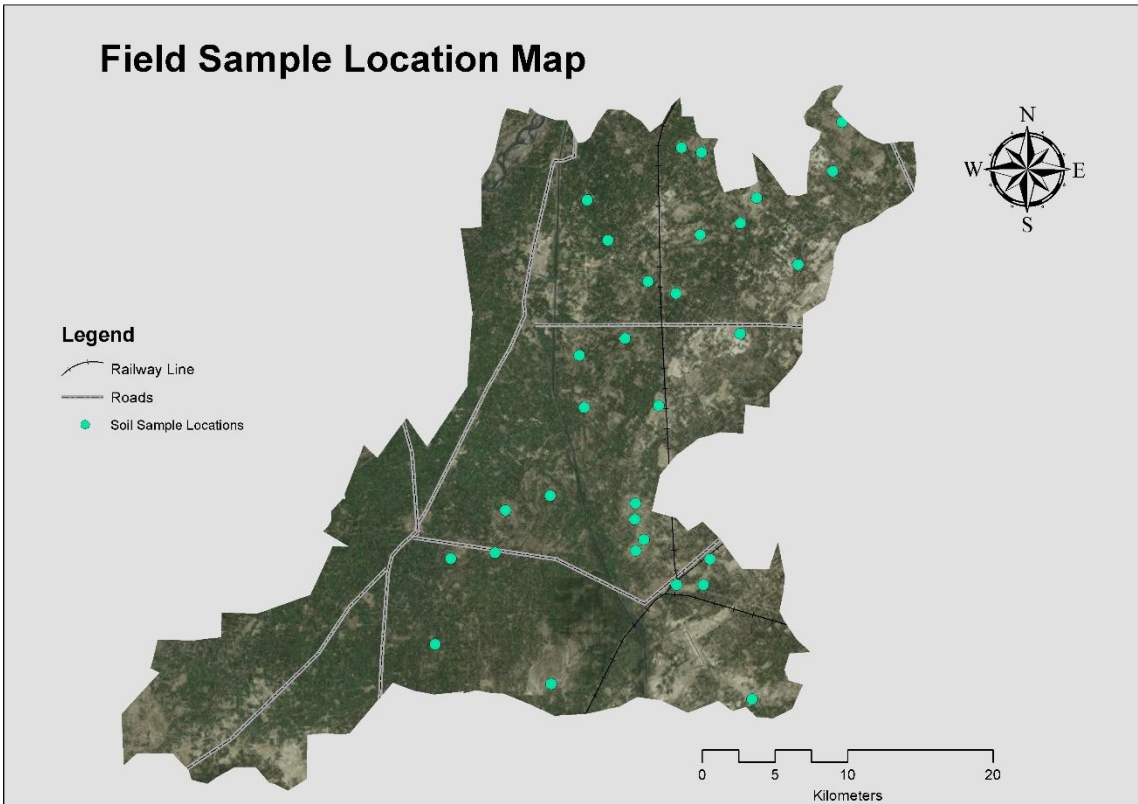 Field Sample Location Map
N
W E
S
Legend
Railway Line
Roads
Soil Sample Locations
0 5 10 20
Kilometers